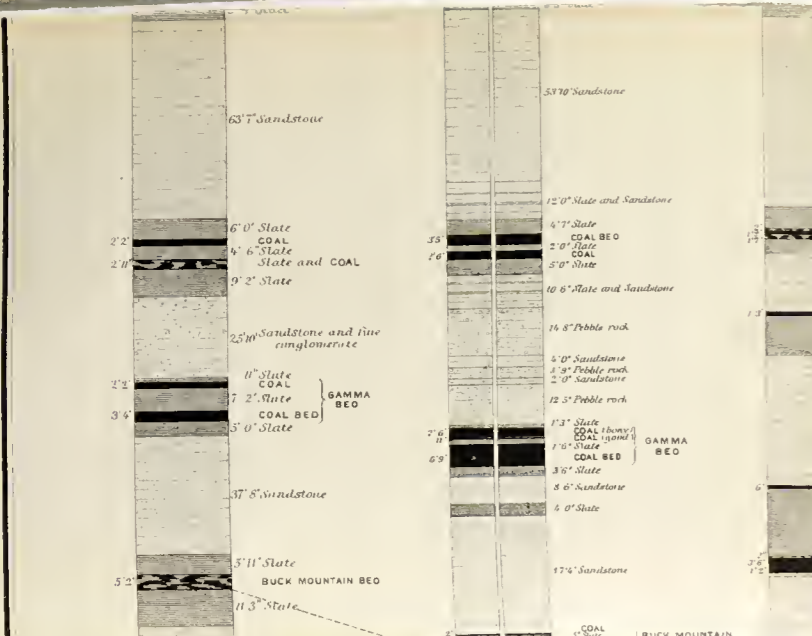 63' 7" Sandstone
6' 0" Slate
2' 2" COAL
4' 6" Slate
2' 11" Slate and COAL
9' 2" Slate
25' 10" Sandstone and fine
conglomerate
11" Slate
2' 2" COAL
7' 2" Slate
GAMMA
BED
3' 4" COAL BED
5' 0" Slate
37' 8" Sandstone
5' 11" Slate
5' 2" BUCK MOUNTAIN BED
11' 3" Slate
53' 10" Sandstone
12' 0" Slate and Sandstone
4' 7" Slate
3' 5" COAL BED
2' 0" Slate
1' 6" COAL
5' 0" Slate
10' 6" Slate and Sandstone
14' 8" Pebble rock
4' 0" Sandstone
Pebble rock
2' 0" Sandstone
12' 5" Pebble rock
1' 3" Slate
COAL (bony)
11" COAL (good)
1' 6" Slate
GAMMA
BED
6' 9" COAL BED
3' 6" Slate
8' 6" Sandstone
4' 0" Slate
17' 4" Sandstone
COAL
Slate
BUCK MOUNTAIN
1' 3"
6"
3' 6"
1' 2"